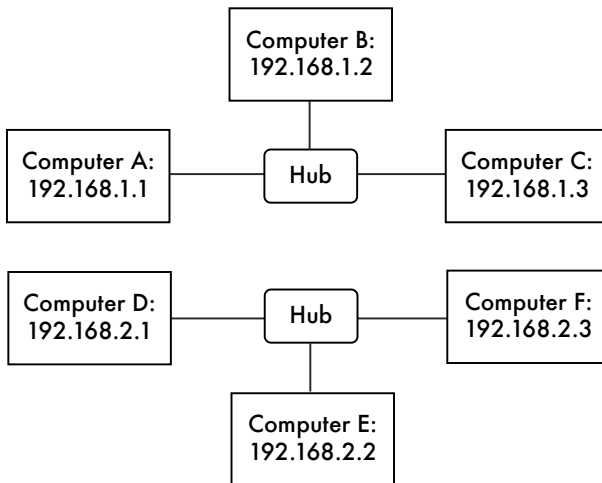 Computer B:
192.168.1.2
Computer A:
192.168.1.1
Hub
Computer C:
192.168.1.3
Computer D:
192.168.2.1
Hub
Computer F:
192.168.2.3
Computer E:
192.168.2.2